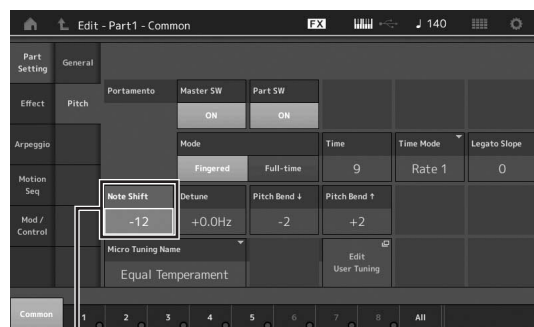 Edit - Part1 - Common FX ♩ 140
Part Setting
General
Portamento Master SW Part SW
ON ON
Effect
Pitch
Arpeggio
Mode Time Time Mode Legato Slope
Fingered Full-time 9 Rate 1 0
Motion Seq
Note Shift Detune Pitch Bend ↓ Pitch Bend ↑
-12 +0.0Hz -2 +2
Mod / Control
Micro Tuning Name
Equal Temperament
Edit User Tuning
Common 1 2 3 4 5 6 7 8 All